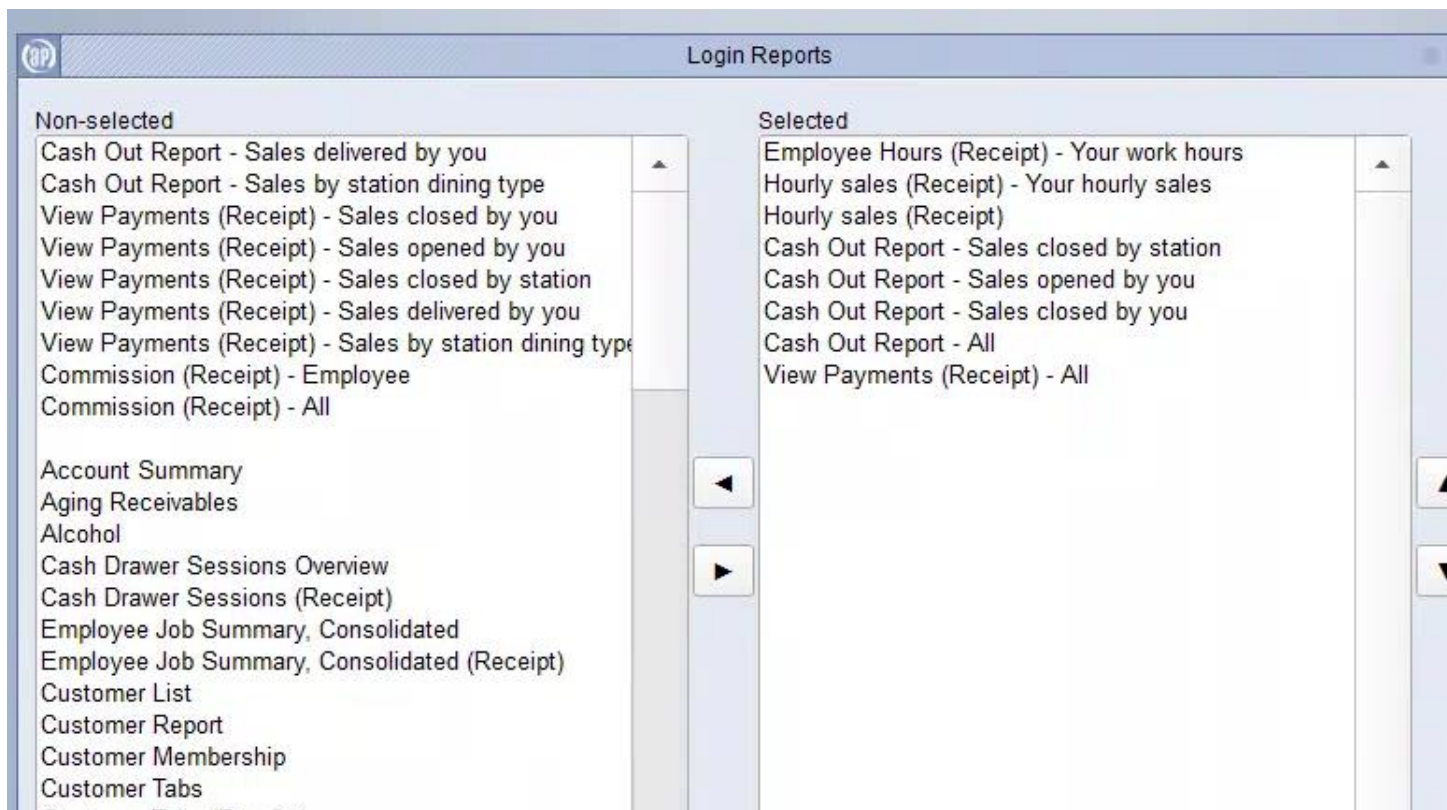 Login Reports
Non-selected
Cash Out Report - Sales delivered by you
Cash Out Report - Sales by station dining type
View Payments (Receipt) - Sales closed by you
View Payments (Receipt) - Sales opened by you
View Payments (Receipt) - Sales closed by station
View Payments (Receipt) - Sales delivered by you
View Payments (Receipt) - Sales by station dining type
Commission (Receipt) - Employee
Commission (Receipt) - All
Account Summary
Aging Receivables
Alcohol
Cash Drawer Sessions Overview
Cash Drawer Sessions (Receipt)
Employee Job Summary, Consolidated
Employee Job Summary, Consolidated (Receipt)
Customer List
Customer Report
Customer Membership
Customer Tabs
Selected
Employee Hours (Receipt) - Your work hours
Hourly sales (Receipt) - Your hourly sales
Hourly sales (Receipt)
Cash Out Report - Sales closed by station
Cash Out Report - Sales opened by you
Cash Out Report - Sales closed by you
Cash Out Report - All
View Payments (Receipt) - All